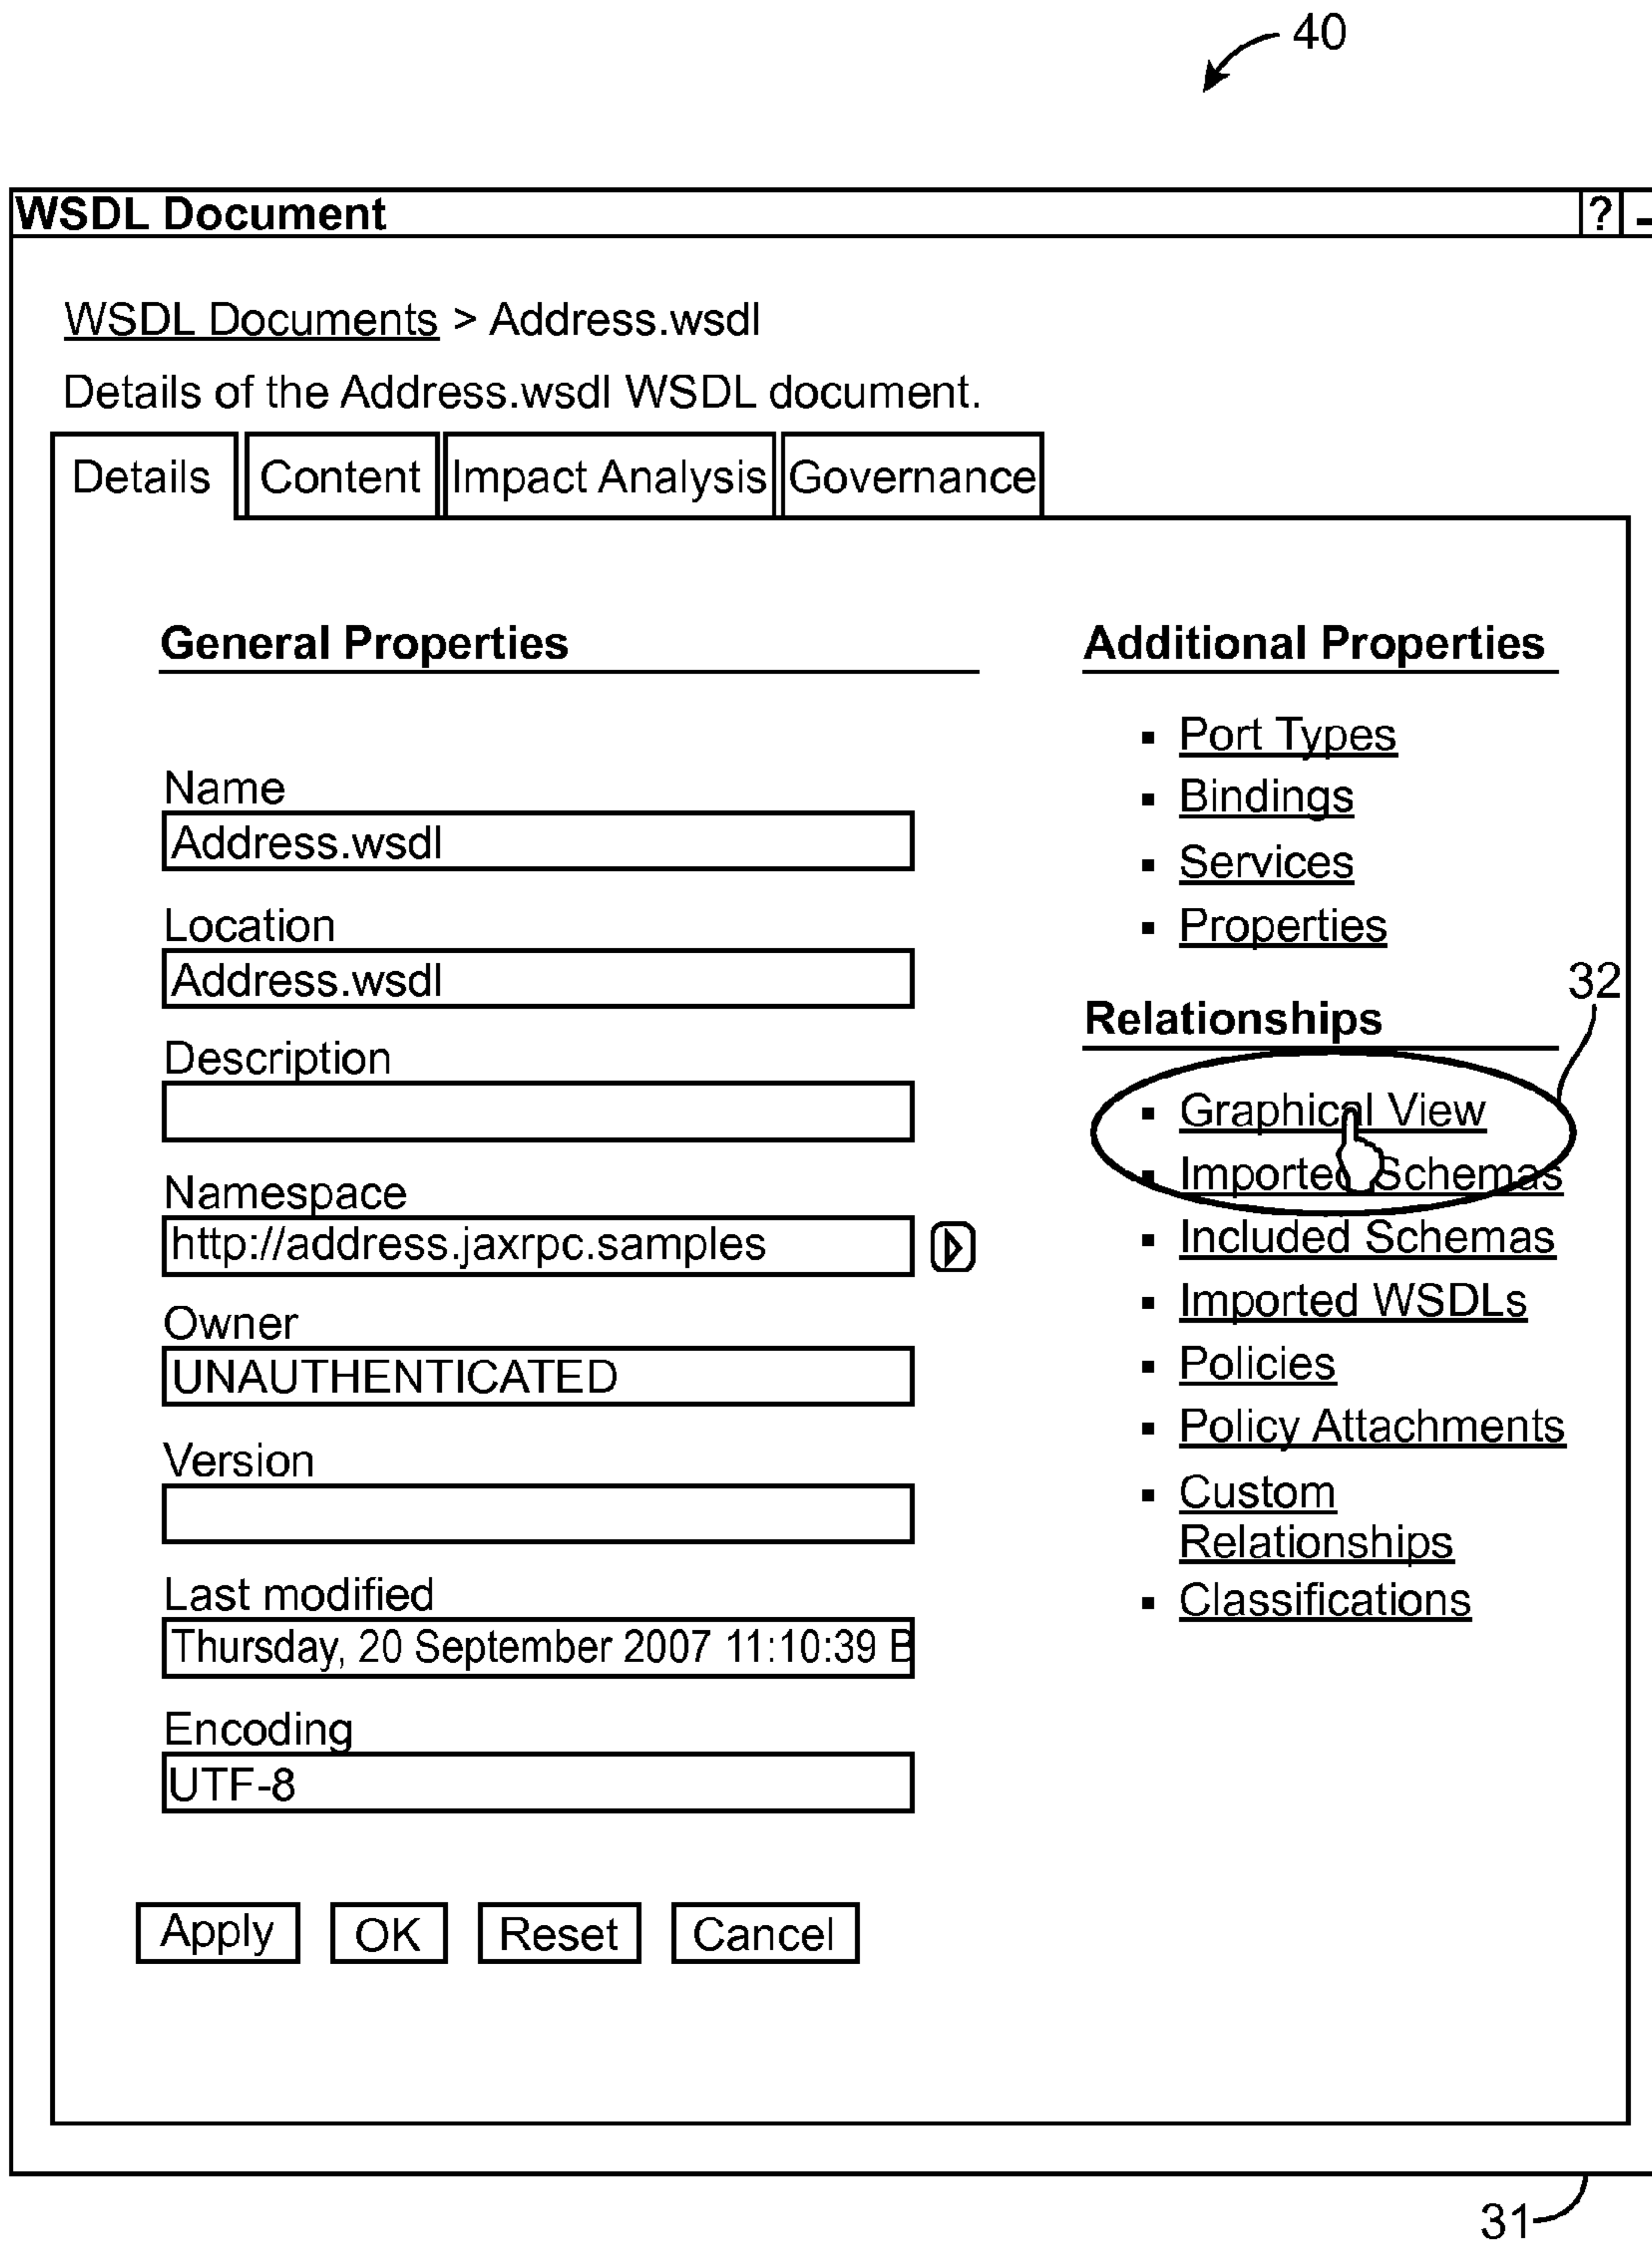 40
WSDL Document ? -
WSDL Documents > Address.wsdl
Details of the Address.wsdl WSDL document.
Details Content Impact Analysis Governance
General Properties
Name
Address.wsdl
Location
Address.wsdl
Description
Namespace
http://address.jaxrpc.samples
Owner
UNAUTHENTICATED
Version
Last modified
Thursday, 20 September 2007 11:10:39 B
Encoding
UTF-8
Apply OK Reset Cancel
Additional Properties
▪ Port Types
▪ Bindings
▪ Services
▪ Properties
32
Relationships
▪ Graphical View
▪ Imported Schemas
▪ Included Schemas
▪ Imported WSDLs
▪ Policies
▪ Policy Attachments
▪ Custom
Relationships
▪ Classifications
31